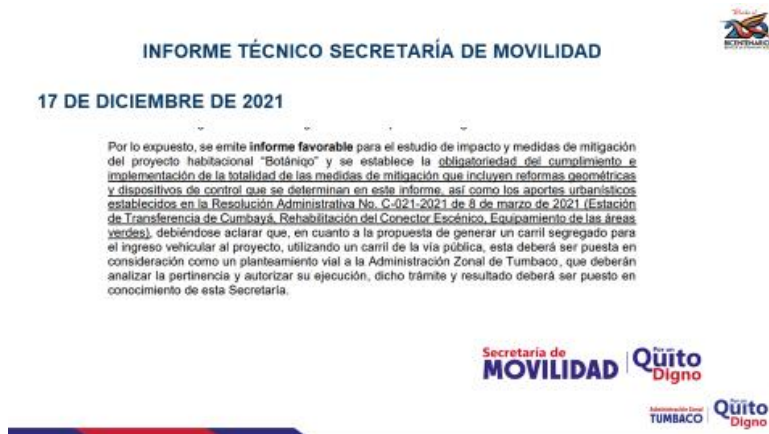 BICENTENARIO
INFORME TÉCNICO SECRETARÍA DE MOVILIDAD
17 DE DICIEMBRE DE 2021
Por lo expuesto, se emite informe favorable para el estudio de impacto y medidas de mitigación
del proyecto habitacional “Botániqo” y se establece la obligatoriedad del cumplimiento e
implementación de la totalidad de las medidas de mitigación que incluyen reformas geométricas
y dispositivos de control que se determinan en este informe, así como los aportes urbanísticos
establecidos en la Resolución Administrativa No. C-021-2021 de 8 de marzo de 2021 (Estación
de Transferencia de Cumbayá, Rehabilitación del Conector Escénico, Equipamiento de las áreas
verdes), debiéndose aclarar que, en cuanto a la propuesta de generar un carril segregado para
el ingreso vehicular al proyecto, utilizando un carril de la vía pública, esta deberá ser puesta en
consideración como un planteamiento vial a la Administración Zonal de Tumbaco, que deberán
analizar la pertinencia y autorizar su ejecución, dicho trámite y resultado deberá ser puesto en
conocimiento de esta Secretaría.
Secretaría de
MOVILIDAD
Por un
Quito
Digno
Administración Zonal
TUMBACO
Por un
Quito
Digno